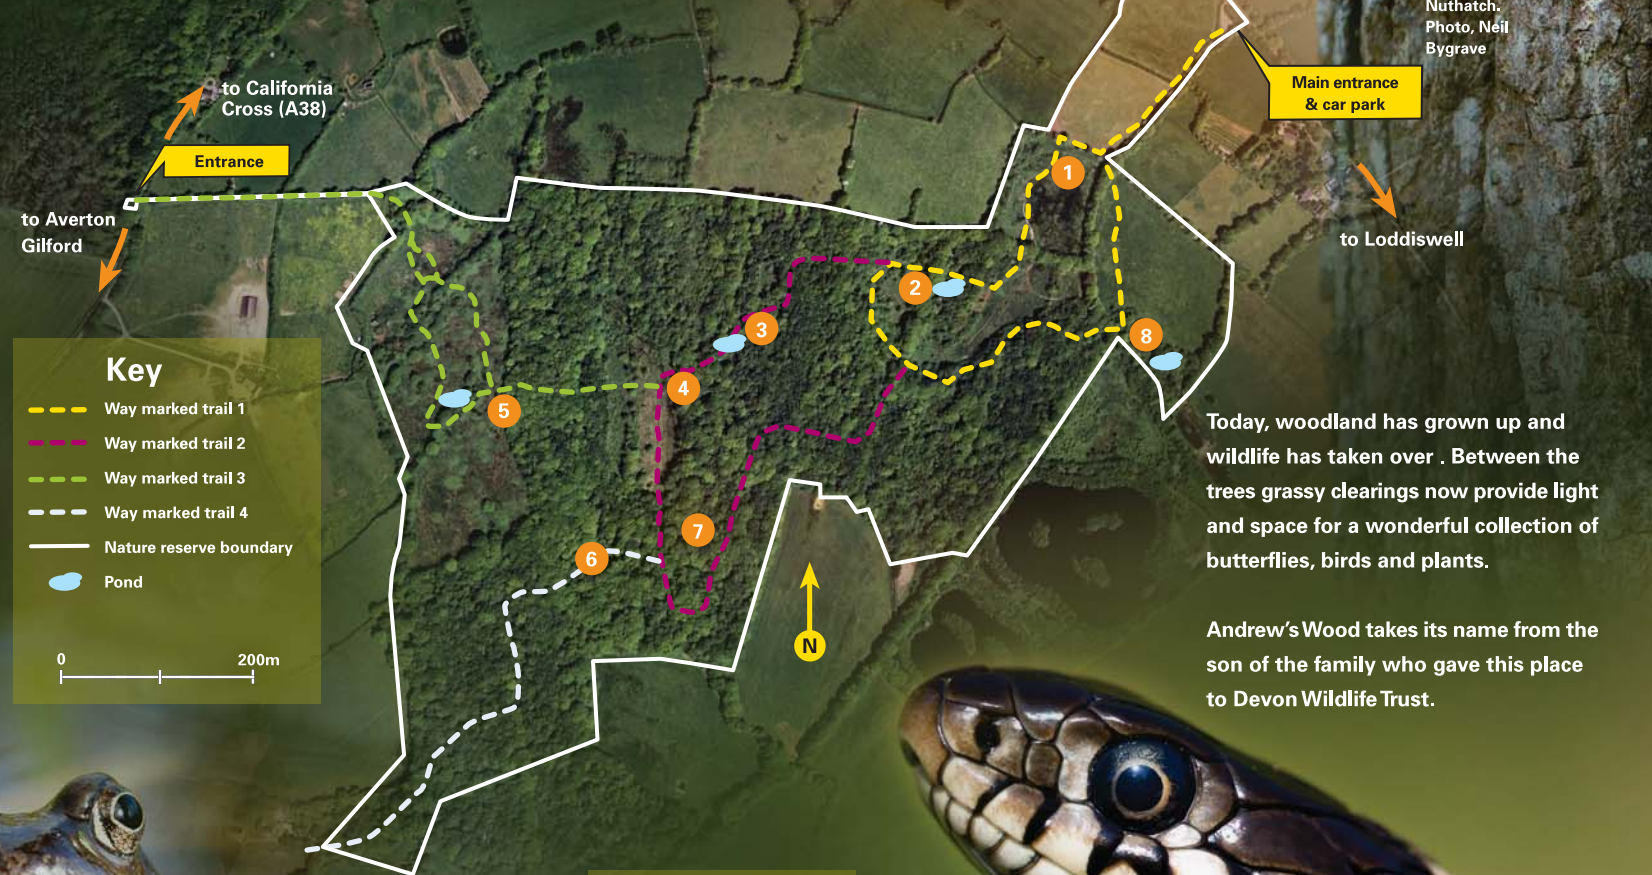 Nuthatch.
Photo, Neil
Bygrave
to California
Cross (A38)
Main entrance
& car park
Entrance
1
to Averton
Gilford
to Loddiswell
2
3
8
4
5
Key
Way marked trail 1
Way marked trail 2
Way marked trail 3
Way marked trail 4
Nature reserve boundary
Pond
0 200m
7
6
N
Today, woodland has grown up and
wildlife has taken over . Between the
trees grassy clearings now provide light
and space for a wonderful collection of
butterflies, birds and plants.
Andrew's Wood takes its name from the
son of the family who gave this place
to Devon Wildlife Trust.